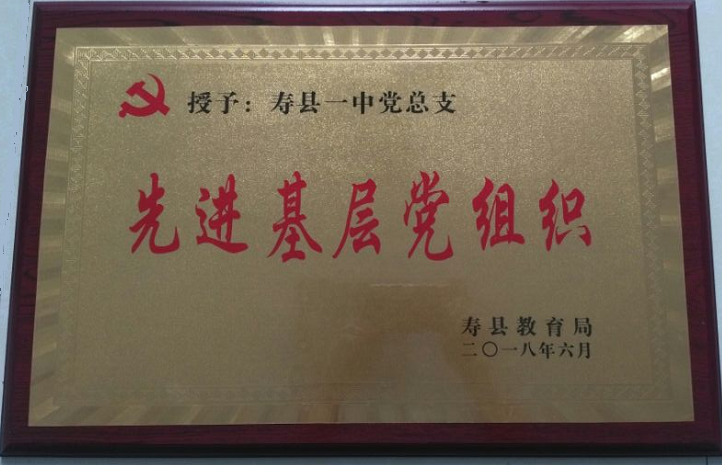 授予：寿县一中党总支
先进基层党组织
寿县教育局
二〇一八年六月